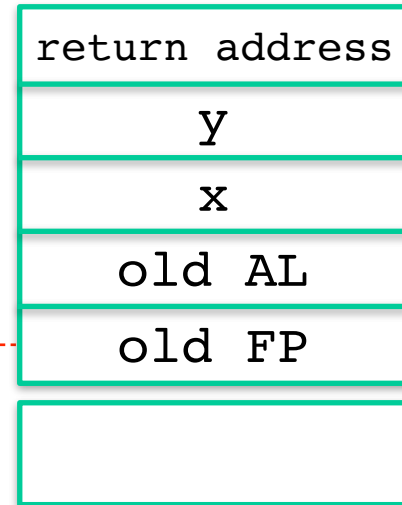 return address
y
x
old AL
old FP